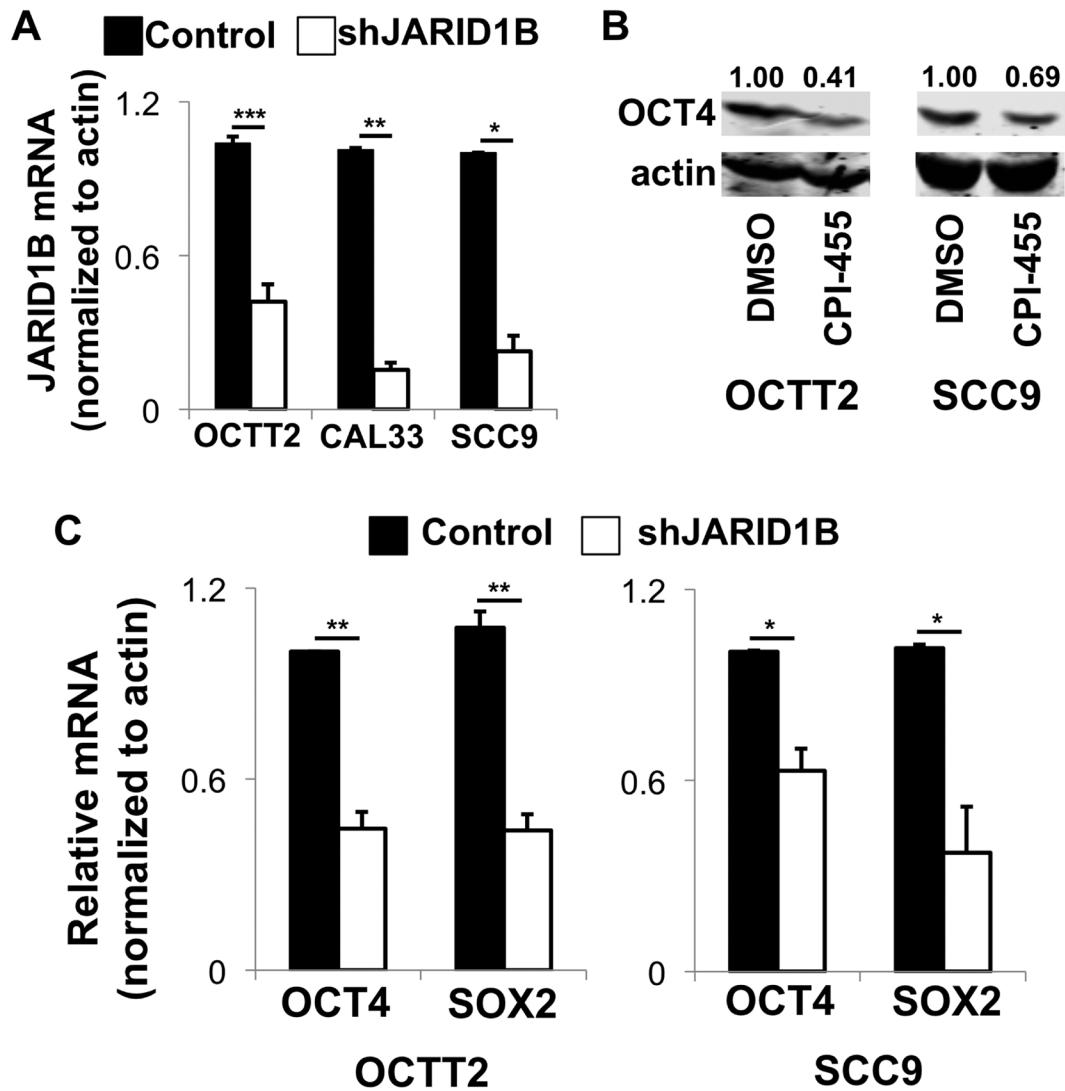 A
Control shJARID1B
JARID1B mRNA
(normalized to actin)
1.2
0.6
0
*** ** *
OCTT2 CAL33 SCC9
B
1.00 0.41 1.00 0.69
OCT4
actin
DMSO CPI-455 DMSO CPI-455
OCTT2 SCC9
C
Control shJARID1B
Relative mRNA
(normalized to actin)
1.2
0.6
0
** **
OCT4 SOX2
OCTT2
1.2
0.6
0
* *
OCT4 SOX2
SCC9